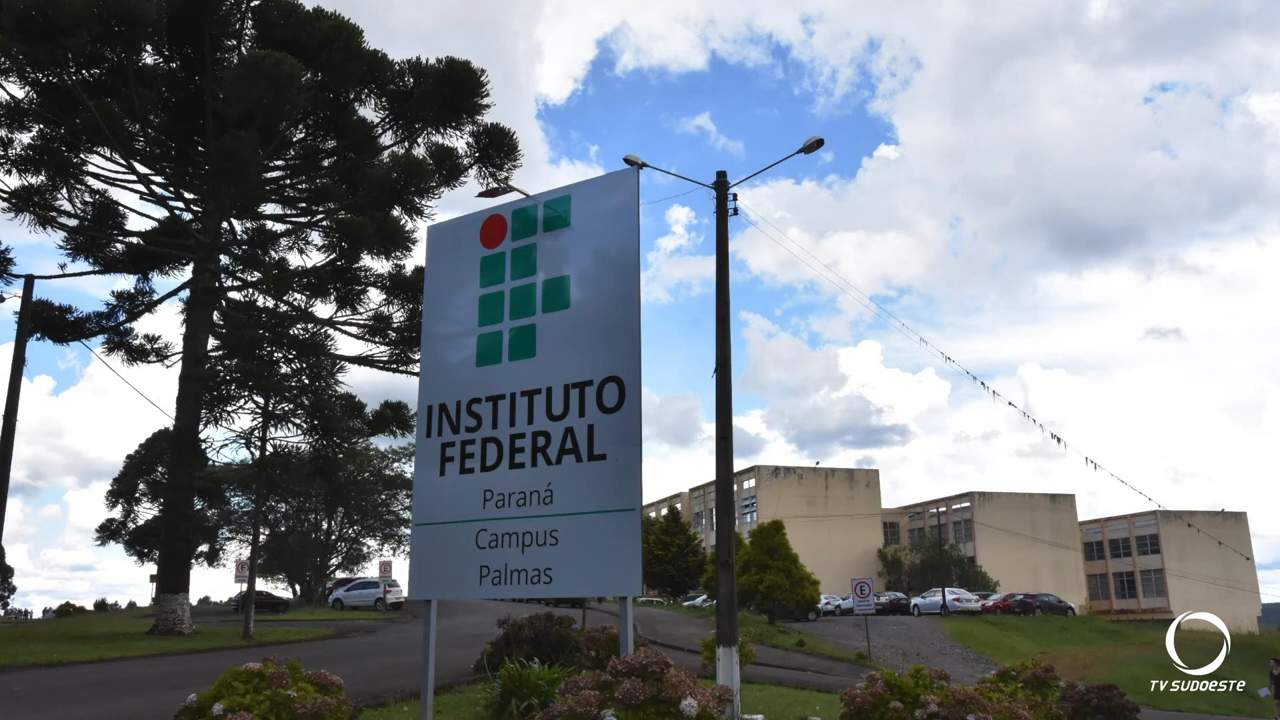 INSTITUTO
FEDERAL
Paraná
Campus
Palmas
E
E
E
TV SUDOESTE